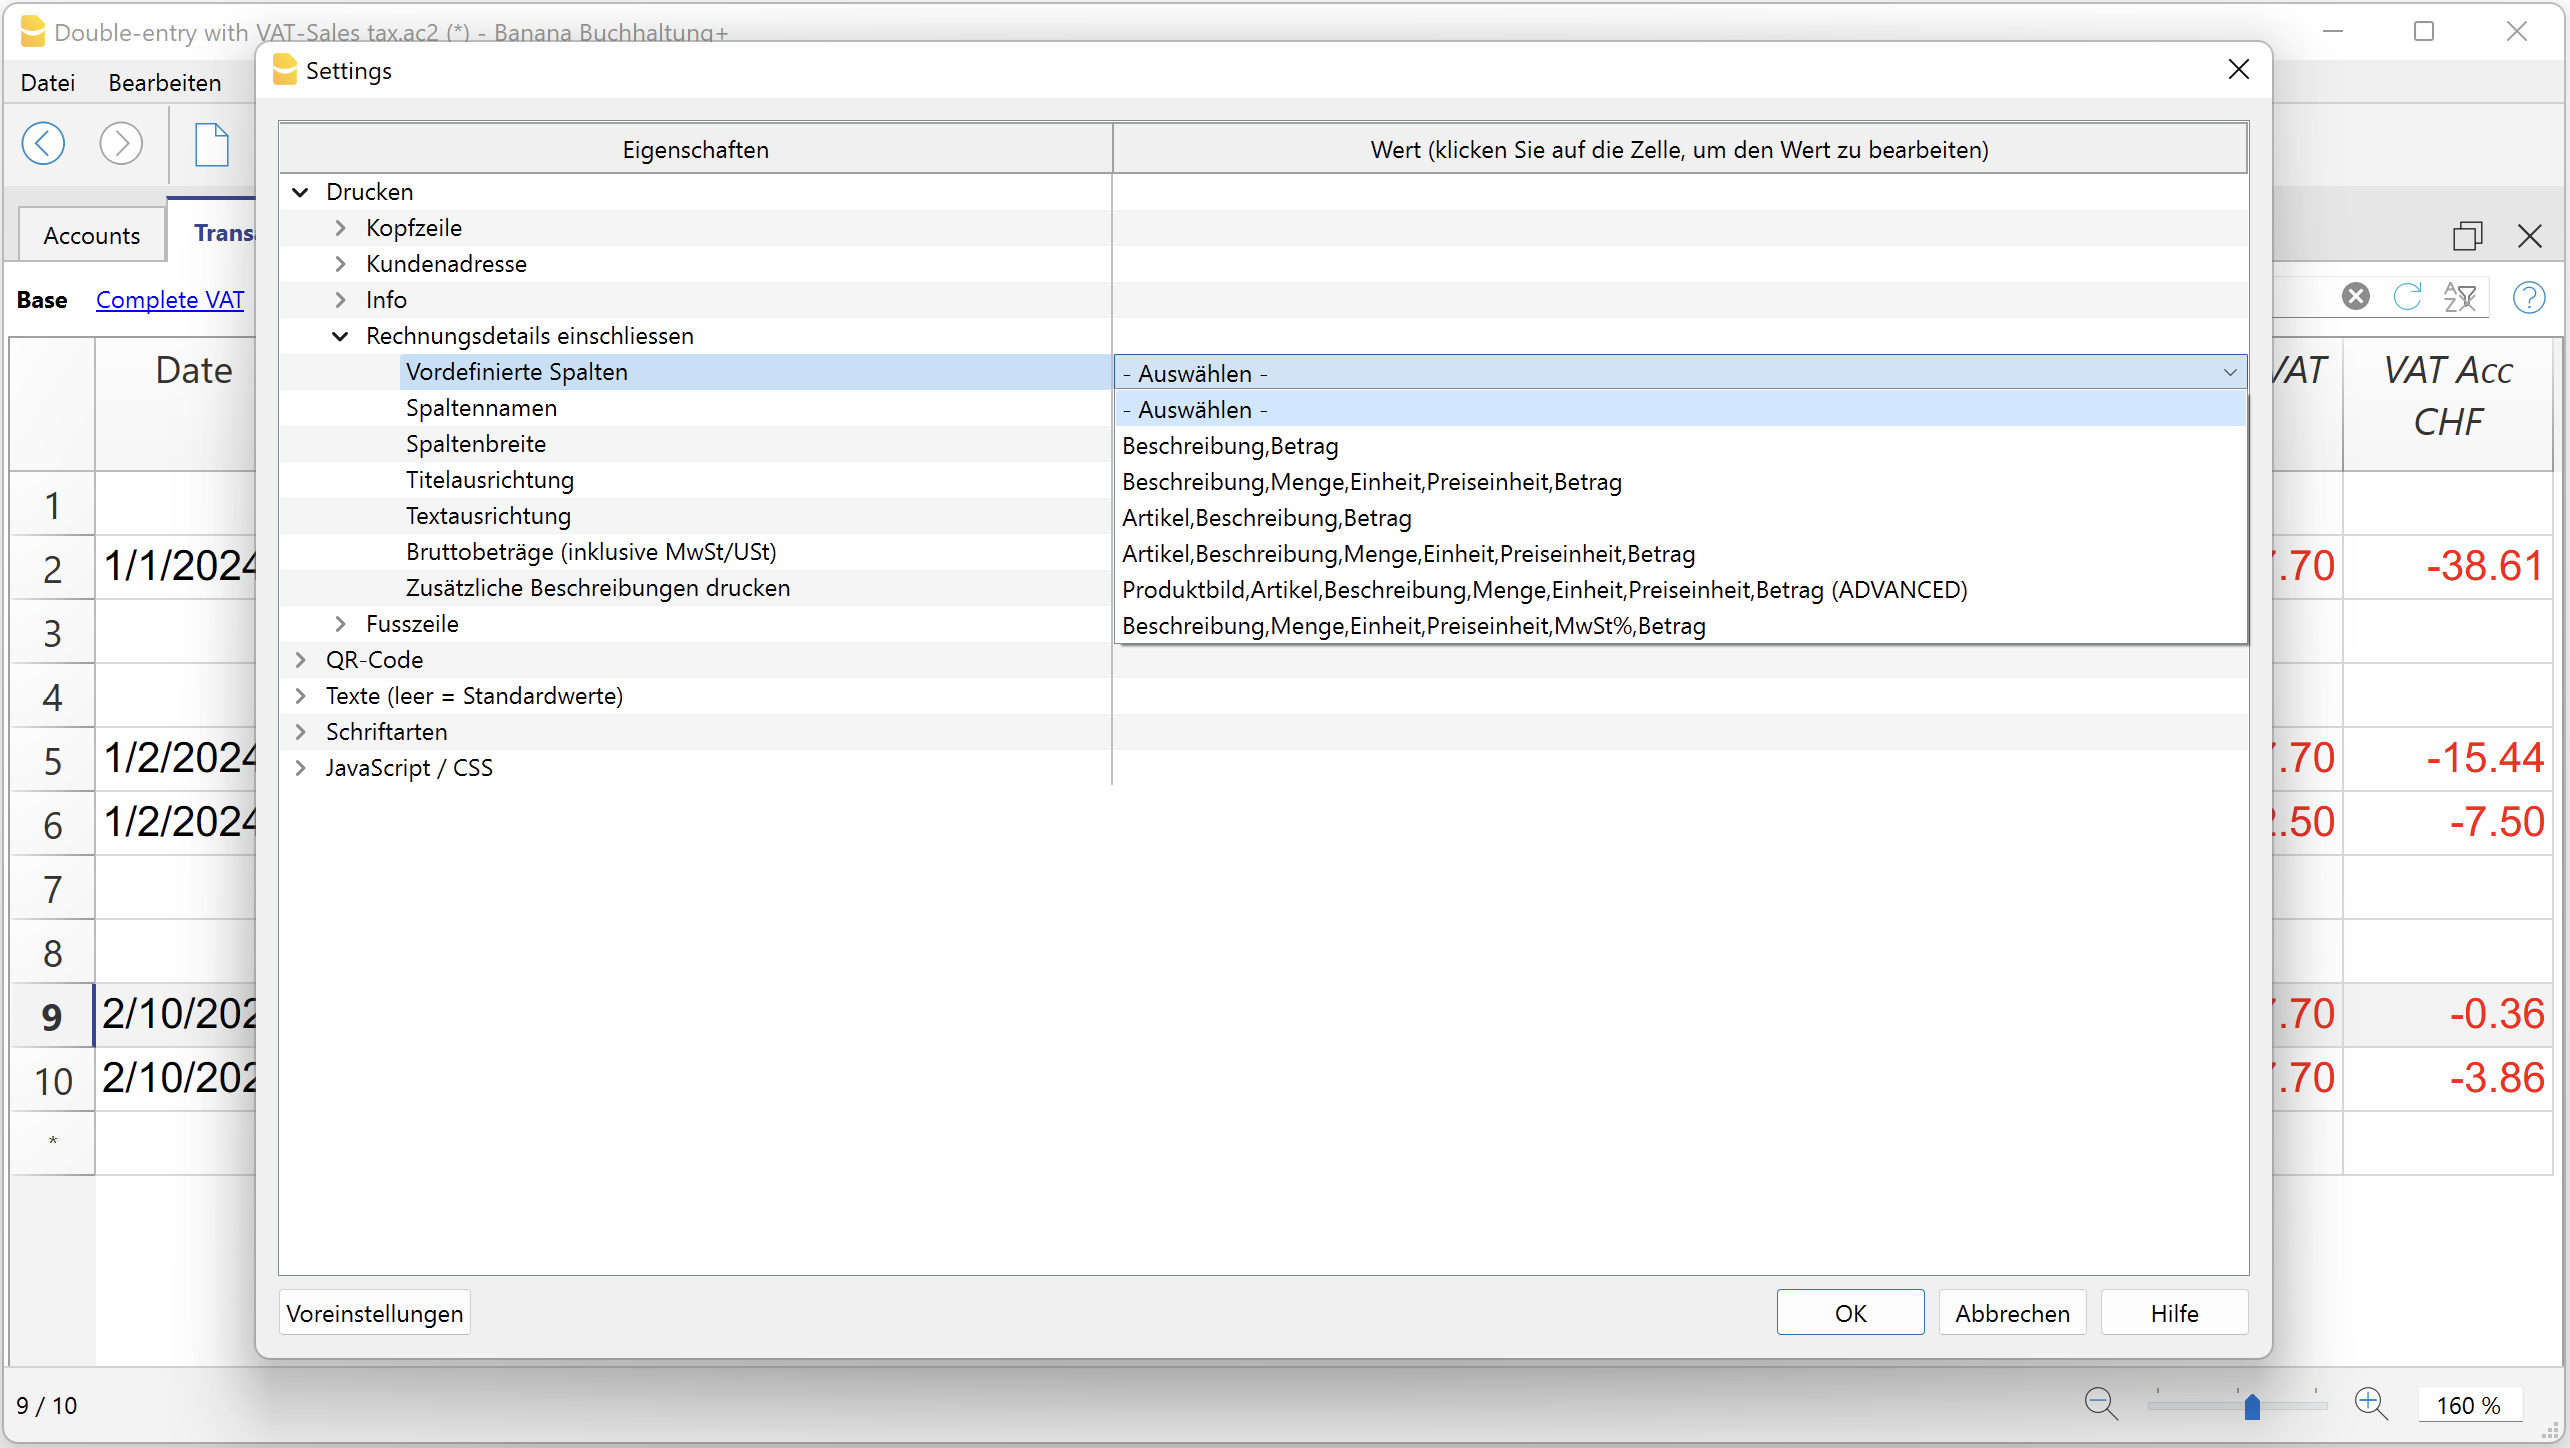 Double-entry with VAT-Sales tax.ac2 (*) - Banana Buchhaltung+
Settings
Datei Bearbeiten
Eigenschaften Wert (klicken Sie auf die Zelle, um den Wert zu bearbeiten)
Drucken
Kopfzeile
Accounts
Kundenadresse
Base Complete VAT
Info
Rechnungsdetails einschliessen
Vordefinierte Spalten - Auswählen -
Spaltennamen - Auswählen -
Spaltenbreite Beschreibung,Betrag
Titelausrichtung Beschreibung,Menge,Einheit,Preiseinheit,Betrag
Textausrichtung Artikel,Beschreibung,Betrag
Bruttobeträge (inklusive MwSt/USt) Artikel,Beschreibung,Menge,Einheit,Preiseinheit,Betrag
Zusätzliche Beschreibungen drucken Produktbild,Artikel,Beschreibung,Menge,Einheit,Preiseinheit,Betrag (ADVANCED)
Fusszeile Beschreibung,Menge,Einheit,Preiseinheit,MwSt%,Betrag
QR-Code
Texte (leer = Standardwerte)
Schriftarten
JavaScript / CSS
Date VAT VAT Acc
CHF
1
2 1/1/2024 .70 -38.61
3
4
5 1/2/2024 .70 -15.44
6 1/2/2024 .50 -7.50
7
8
9 2/10/202 .70 -0.36
10 2/10/202 .70 -3.86
*
Voreinstellungen OK Abbrechen Hilfe
9 / 10 160 %